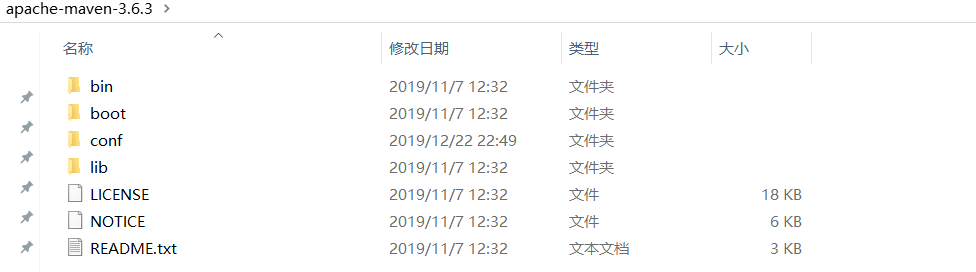 apache-maven-3.6.3
名称 修改日期 类型 大小
bin 2019/11/7 12:32 文件夹
boot 2019/11/7 12:32 文件夹
conf 2019/12/22 22:49 文件夹
lib 2019/11/7 12:32 文件夹
LICENSE 2019/11/7 12:32 文件 18 KB
NOTICE 2019/11/7 12:32 文件 6 KB
README.txt 2019/11/7 12:32 文本文档 3 KB